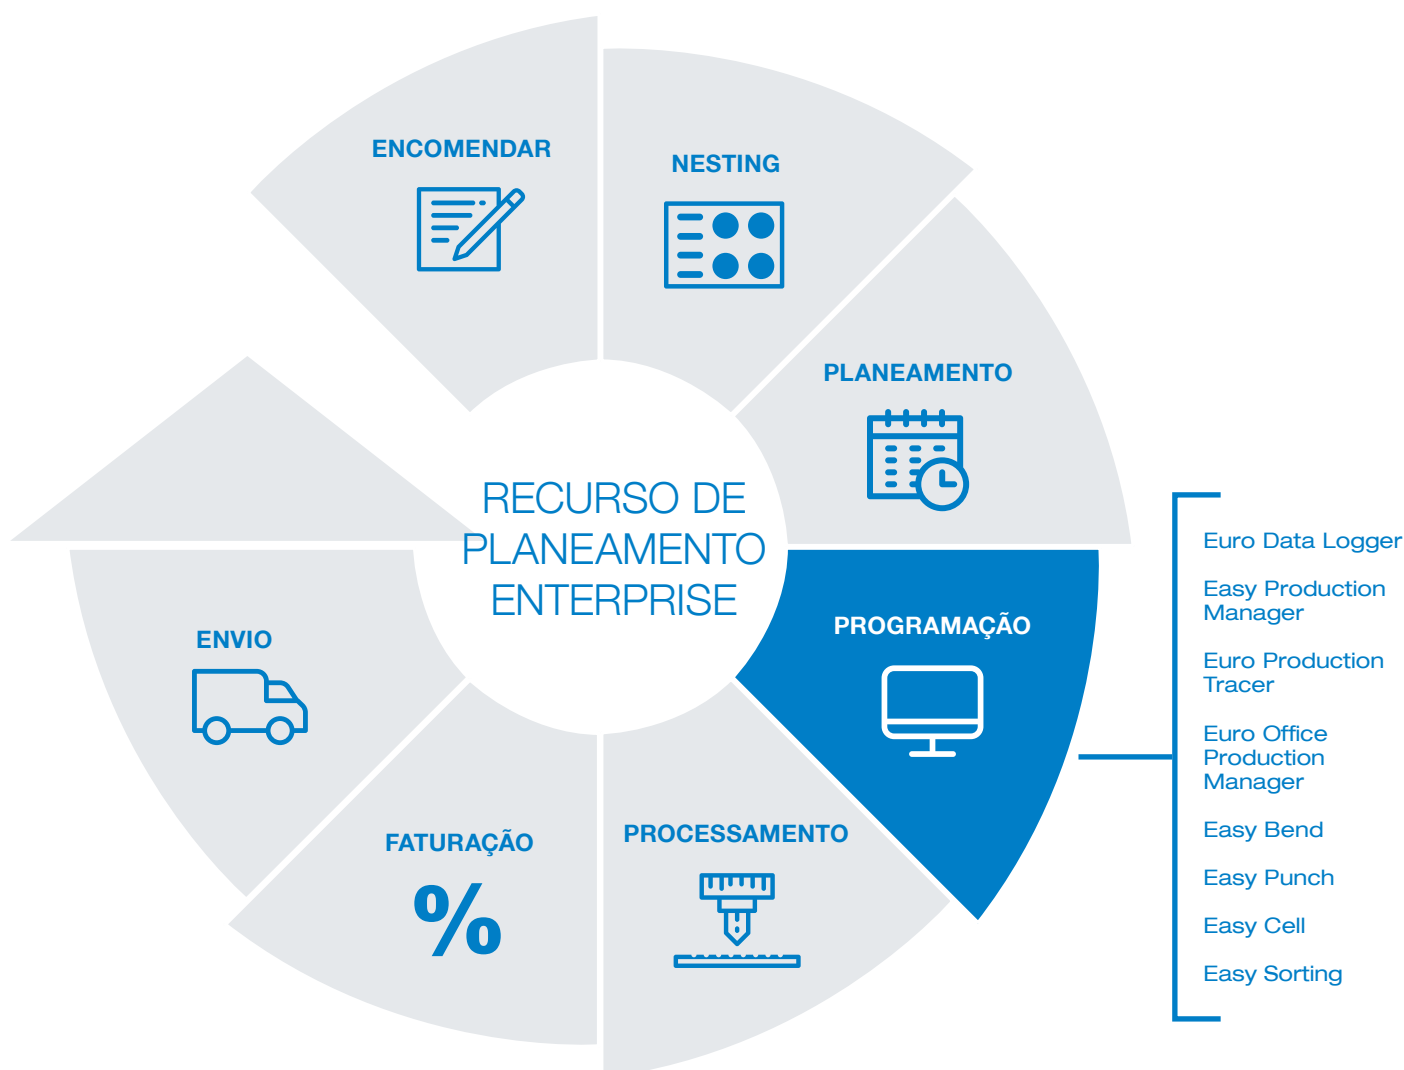 ENCOMENDAR
NESTING
PLANEAMENTO
RECURSO DE
PLANEAMENTO
ENTERPRISE
PROGRAMAÇÃO
PROCESSAMENTO
FATURAÇÃO
%
ENVIO
Euro Data Logger
Easy Production
Manager
Euro Production
Tracer
Euro Office
Production
Manager
Easy Bend
Easy Punch
Easy Cell
Easy Sorting